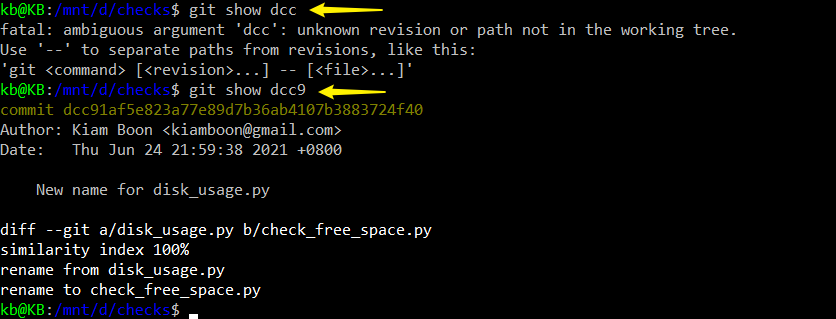 kb@KB:/mnt/d/checks$ git show dcc
fatal: ambiguous argument 'dcc': unknown revision or path not in the working tree.
Use '--' to separate paths from revisions, like this:
'git <command> [<revision>...] -- [<file>...]'
kb@KB:/mnt/d/checks$ git show dcc9
commit dcc91af5e823a77e89d7b36ab4107b3883724f40
Author: Kiam Boon <kiamboon@gmail.com>
Date:   Thu Jun 24 21:59:38 2021 +0800

    New name for disk_usage.py

diff --git a/disk_usage.py b/check_free_space.py
similarity index 100%
rename from disk_usage.py
rename to check_free_space.py
kb@KB:/mnt/d/checks$